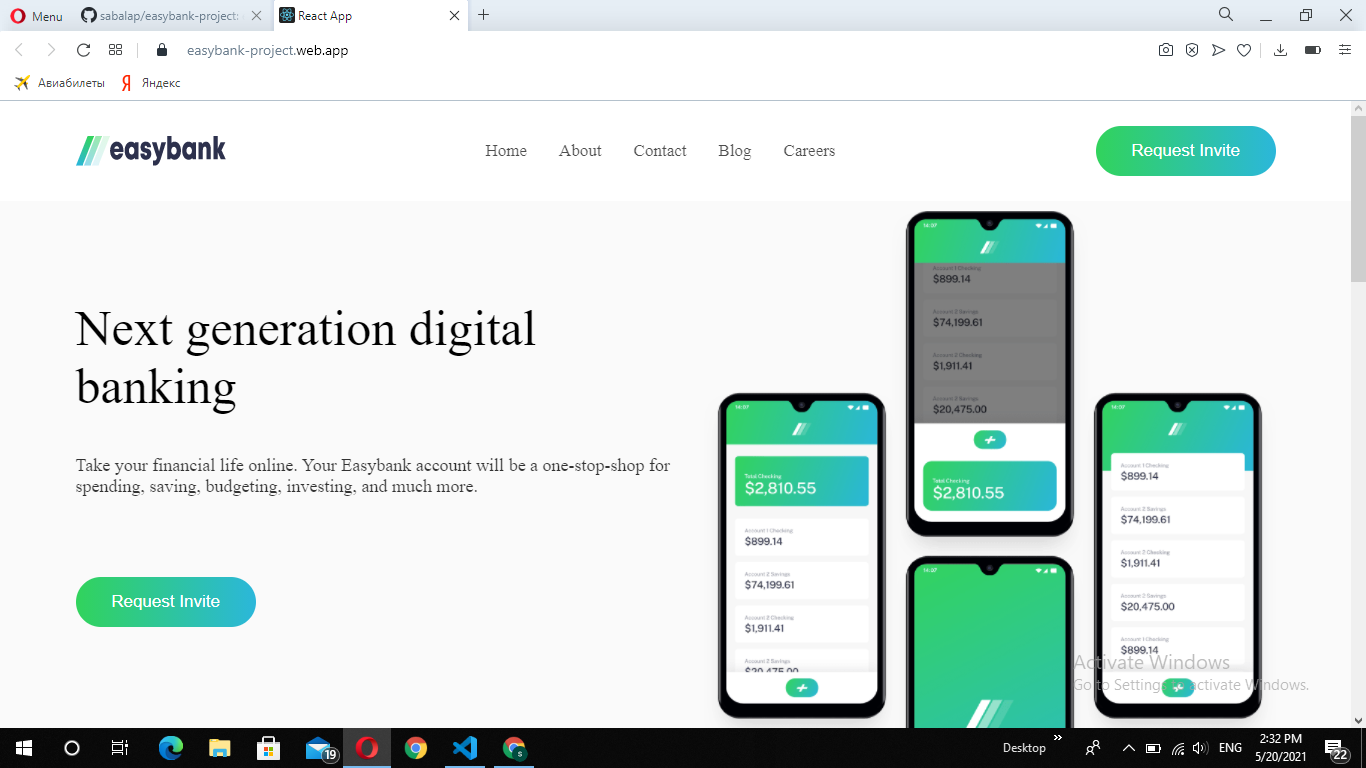 Menu
sabalap/easybank-project:
React App
easybank-project.web.app
Авиабилеты
Яндекс
easybank
Home
About
Contact
Blog
Careers
Request Invite
Next generation digital
banking
Take your financial life online. Your Easybank account will be a one-stop-shop for
spending, saving, budgeting, investing, and much more.
Request Invite
14:07
Total Checking
$2,810.55
Account 1 Checking
$899.14
Account 2 Savings
$74,199.61
Account 2 Checking
$1,911.41
Account 2 Savings
$20,475.00
14:07
Account 1 Checking
$899.14
Account 2 Savings
$74,199.61
Account 2 Checking
$1,911.41
Account 2 Savings
$20,475.00
Total Checking
$2,810.55
14:07
14:07
Account 1 Checking
$899.14
Account 2 Savings
$74,199.61
Account 2 Checking
$1,911.41
Account 2 Savings
$20,475.00
Account 1 Checking
$899.14
Activate Windows
Go to Settings to activate Windows.
19
Desktop
ENG
2:32 PM
5/20/2021
22